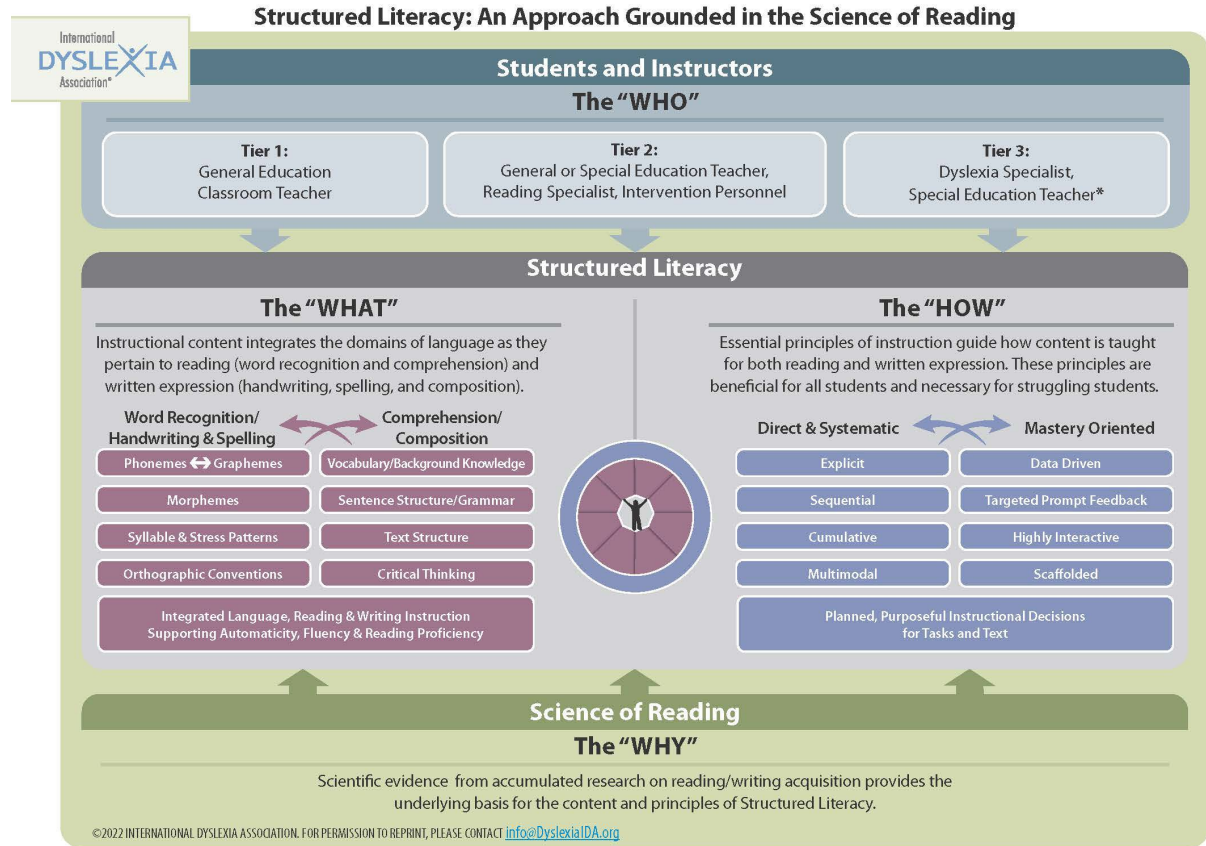 Structured Literacy: An Approach Grounded in the Science of Reading
International
DYSLEXIA
Association®
Students and Instructors
The “WHO”
Tier 1:
General Education
Classroom Teacher
Tier 2:
General or Special Education Teacher,
Reading Specialist, Intervention Personnel
Tier 3:
Dyslexia Specialist,
Special Education Teacher*
Structured Literacy
The “WHAT”
Instructional content integrates the domains of language as they
pertain to reading (word recognition and comprehension) and
written expression (handwriting, spelling, and composition).
Word Recognition/
Handwriting & Spelling
Comprehension/
Composition
Phonemes ↔ Graphemes
Vocabulary/Background Knowledge
Morphemes
Sentence Structure/Grammar
Syllable & Stress Patterns
Text Structure
Orthographic Conventions
Critical Thinking
Integrated Language, Reading & Writing Instruction
Supporting Automaticity, Fluency & Reading Proficiency
The “HOW”
Essential principles of instruction guide how content is taught
for both reading and written expression. These principles are
beneficial for all students and necessary for struggling students.
Direct & Systematic
Mastery Oriented
Explicit
Data Driven
Sequential
Targeted Prompt Feedback
Cumulative
Highly Interactive
Multimodal
Scaffolded
Planned, Purposeful Instructional Decisions
for Tasks and Text
Science of Reading
The “WHY”
Scientific evidence from accumulated research on reading/writing acquisition provides the
underlying basis for the content and principles of Structured Literacy.
©2022 INTERNATIONAL DYSLEXIA ASSOCIATION. FOR PERMISSION TO REPRINT, PLEASE CONTACT info@DyslexiaIDA.org